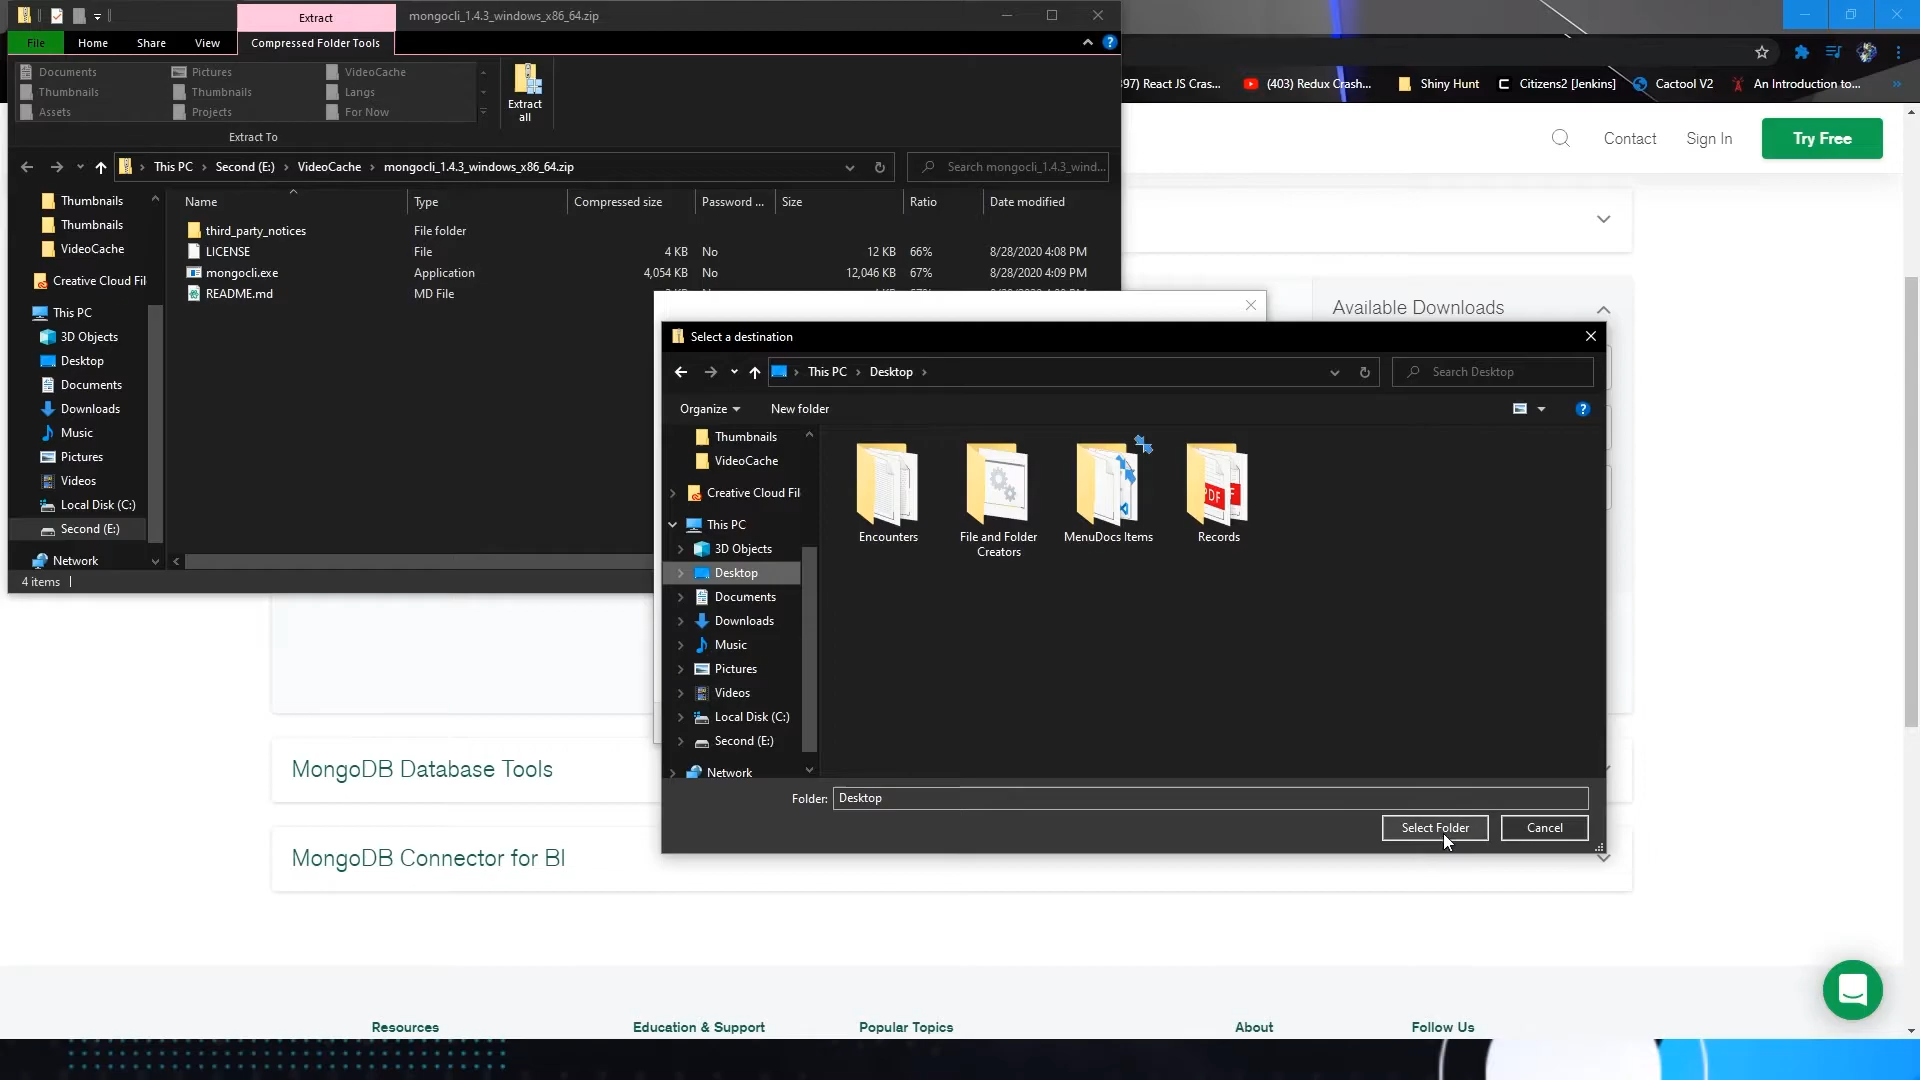 Extract
mongocli_1.4.3_windows_x86_64.zip
File
Home
Share
View
Compressed Folder Tools
Documents
Pictures
VideoCache
Thumbnails
Thumbnails
Langs
Assets
Projects
For Now
Extract
all
Extract To
97) React JS Cras...
(403) Redux Crash...
Shiny Hunt
Citizens2 [Jenkins]
Cactool V2
An Introduction to...
This PC
Second (E:)
VideoCache
mongocli_1.4.3_windows_x86_64.zip
Search mongocli_1.4.3_wind...
Contact
Sign In
Try Free
Name
Type
Compressed size
Password ...
Size
Ratio
Date modified
third_party_notices
File folder
LICENSE
File
4 KB
No
12 KB
66%
8/28/2020 4:08 PM
mongocli.exe
Application
4,054 KB
No
12,046 KB
67%
8/28/2020 4:09 PM
README.md
MD File
Thumbnails
Thumbnails
VideoCache
Creative Cloud Fil
This PC
3D Objects
Desktop
Documents
Downloads
Music
Pictures
Videos
Local Disk (C:)
Second (E:)
Network
4 items
Available Downloads
Select a destination
This PC
Desktop
Search Desktop
Organize
New folder
Thumbnails
VideoCache
Creative Cloud Fil
This PC
3D Objects
Desktop
Documents
Downloads
Music
Pictures
Videos
Local Disk (C:)
Second (E:)
Network
PDF
Encounters
File and Folder
Creators
MenuDocs Items
Records
Folder:
Desktop
Select Folder
Cancel
MongoDB Database Tools
MongoDB Connector for BI
Resources
Education & Support
Popular Topics
About
Follow Us